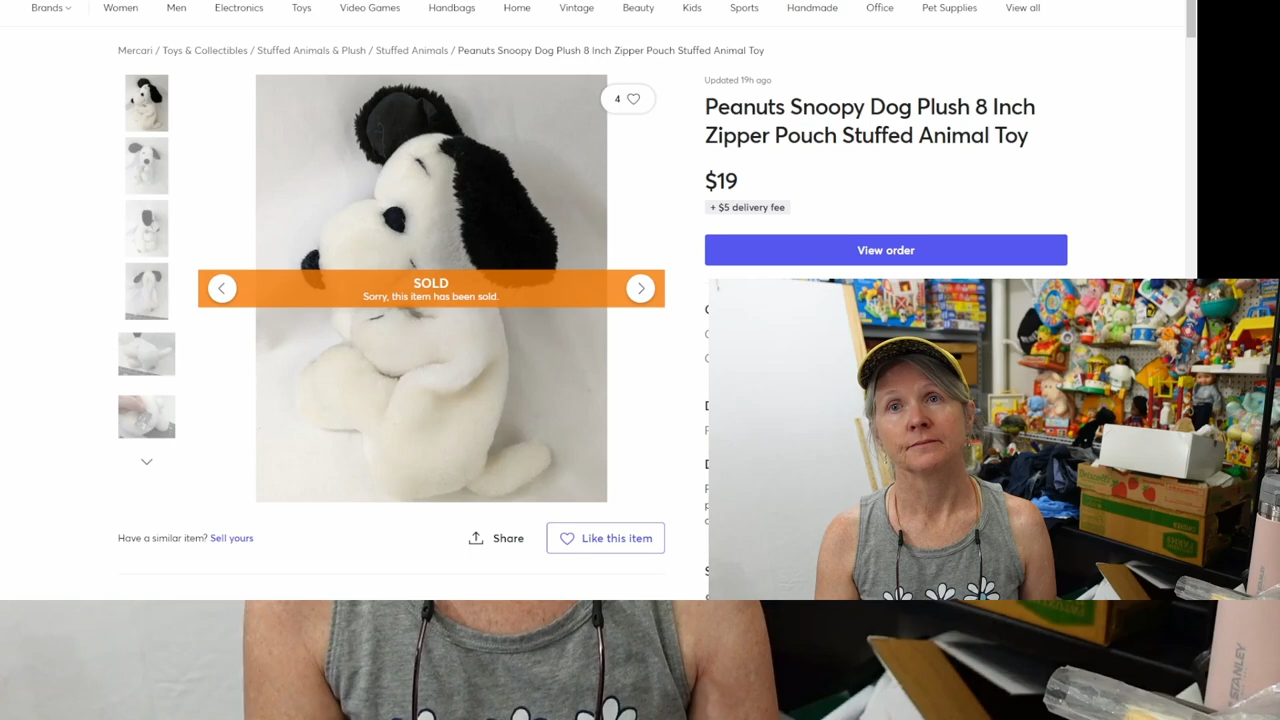 Brands
Women
Men
Electronics
Toys
Video Games
Handbags
Home
Vintage
Beauty
Kids
Sports
Handmade
Office
Pet Supplies
View all
Mercari / Toys & Collectibles / Stuffed Animals & Plush / Stuffed Animals / Peanuts Snoopy Dog Plush 8 Inch Zipper Pouch Stuffed Animal Toy
4
SOLD
Sorry, this item has been sold.
Have a similar item? Sell yours
Share
Like this item
Updated 19h ago
Peanuts Snoopy Dog Plush 8 Inch
Zipper Pouch Stuffed Animal Toy
$19
+ $5 delivery fee
View order
STANLEY
STANLEY